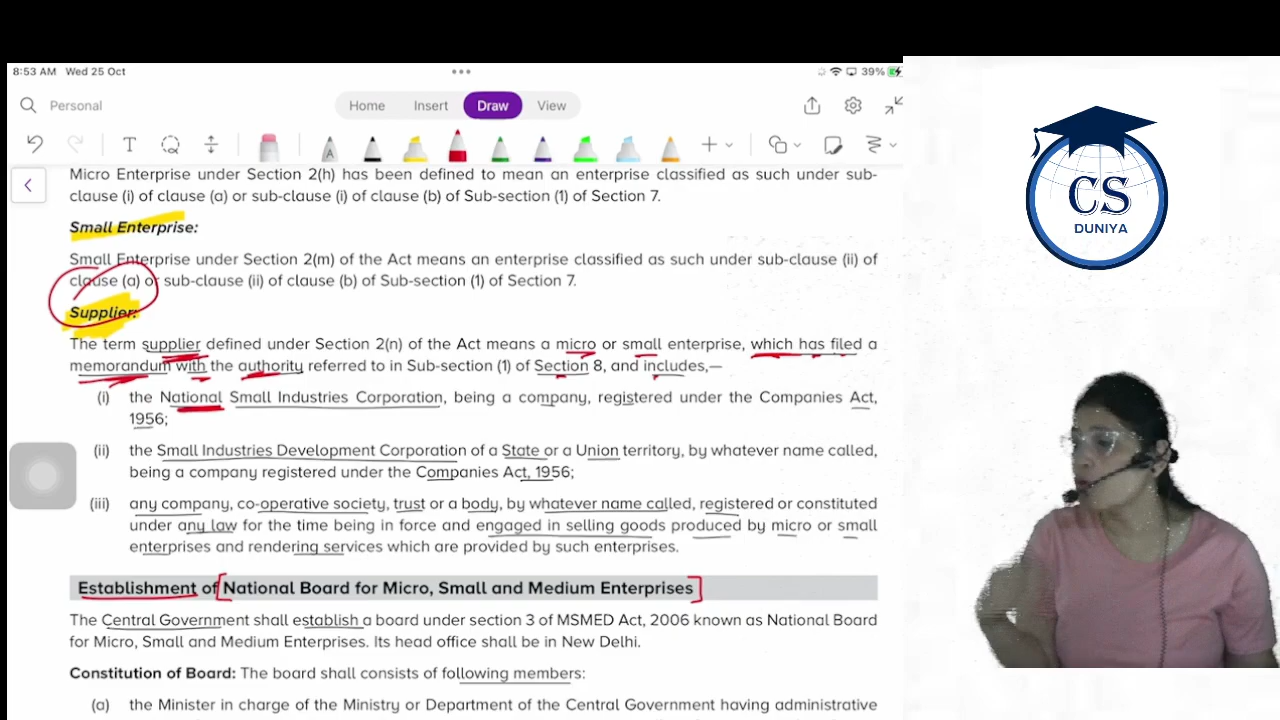 8:53 AM Wed 25 Oct
39%
Personal
Home Insert Draw View
T
A
Micro Enterprise under Section 2(h) has been defined to mean an enterprise classified as such under sub-
clause (i) of clause (a) or sub-clause (i) of clause (b) of Sub-section (1) of Section 7.
Small Enterprise:
Small Enterprise under Section 2(m) of the Act means an enterprise classified as such under sub-clause (ii) of
clause (a) or sub-clause (ii) of clause (b) of Sub-section (1) of Section 7.
Supplier:
The term supplier defined under Section 2(n) of the Act means a micro or small enterprise, which has filed a
memorandum with the authority referred to in Sub-section (1) of Section 8, and includes,—
(i) the National Small Industries Corporation, being a company, registered under the Companies Act,
1956;
(ii) the Small Industries Development Corporation of a State or a Union territory, by whatever name called,
being a company registered under the Companies Act, 1956;
(iii) any company, co-operative society, trust or a body, by whatever name called, registered or constituted
under any law for the time being in force and engaged in selling goods produced by micro or small
enterprises and rendering services which are provided by such enterprises.
Establishment of National Board for Micro, Small and Medium Enterprises
The Central Government shall establish a board under section 3 of MSMED Act, 2006 known as National Board
for Micro, Small and Medium Enterprises. Its head office shall be in New Delhi.
Constitution of Board: The board shall consists of following members:
(a) the Minister in charge of the Ministry or Department of the Central Government having administrative
CS
DUNIYA